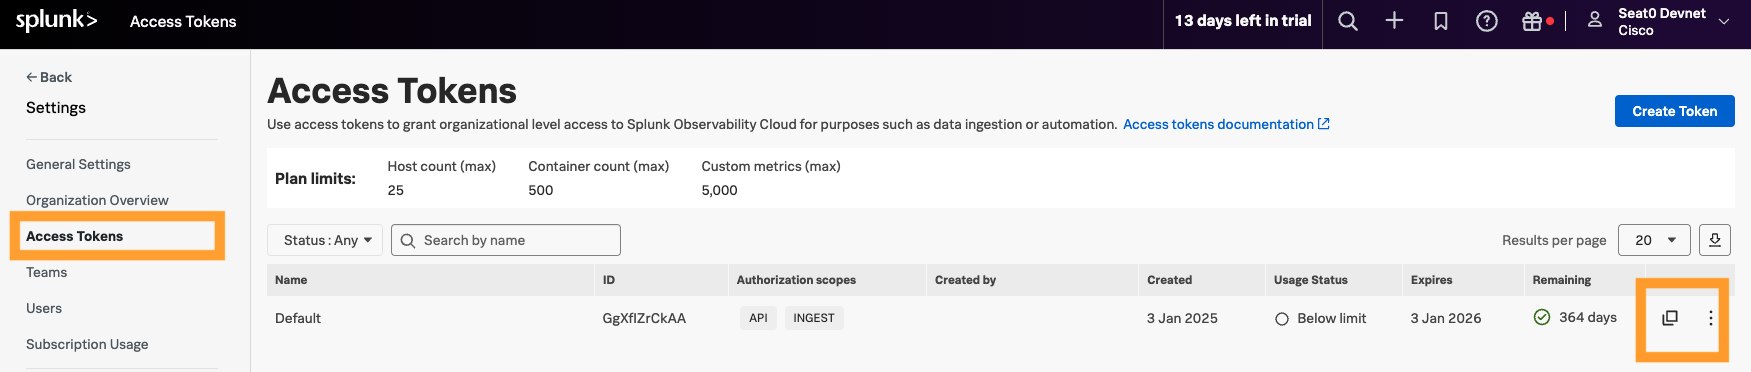 splunk> Access Tokens 13 days left in trial Seat0 Devnet
Cisco
Back
Settings
General Settings
Organization Overview
Access Tokens
Teams
Users
Subscription Usage
Access Tokens
Create Token
Use access tokens to grant organizational level access to Splunk Observability Cloud for purposes such as data ingestion or automation. Access tokens documentation
Plan limits: Host count (max) Container count (max) Custom metrics (max)
25 500 5,000
Status : Any Search by name Results per page 20
Name ID Authorization scopes Created by Created Usage Status Expires Remaining
Default GgXflZrCkAA API INGEST 3 Jan 2025 Below limit 3 Jan 2026 364 days